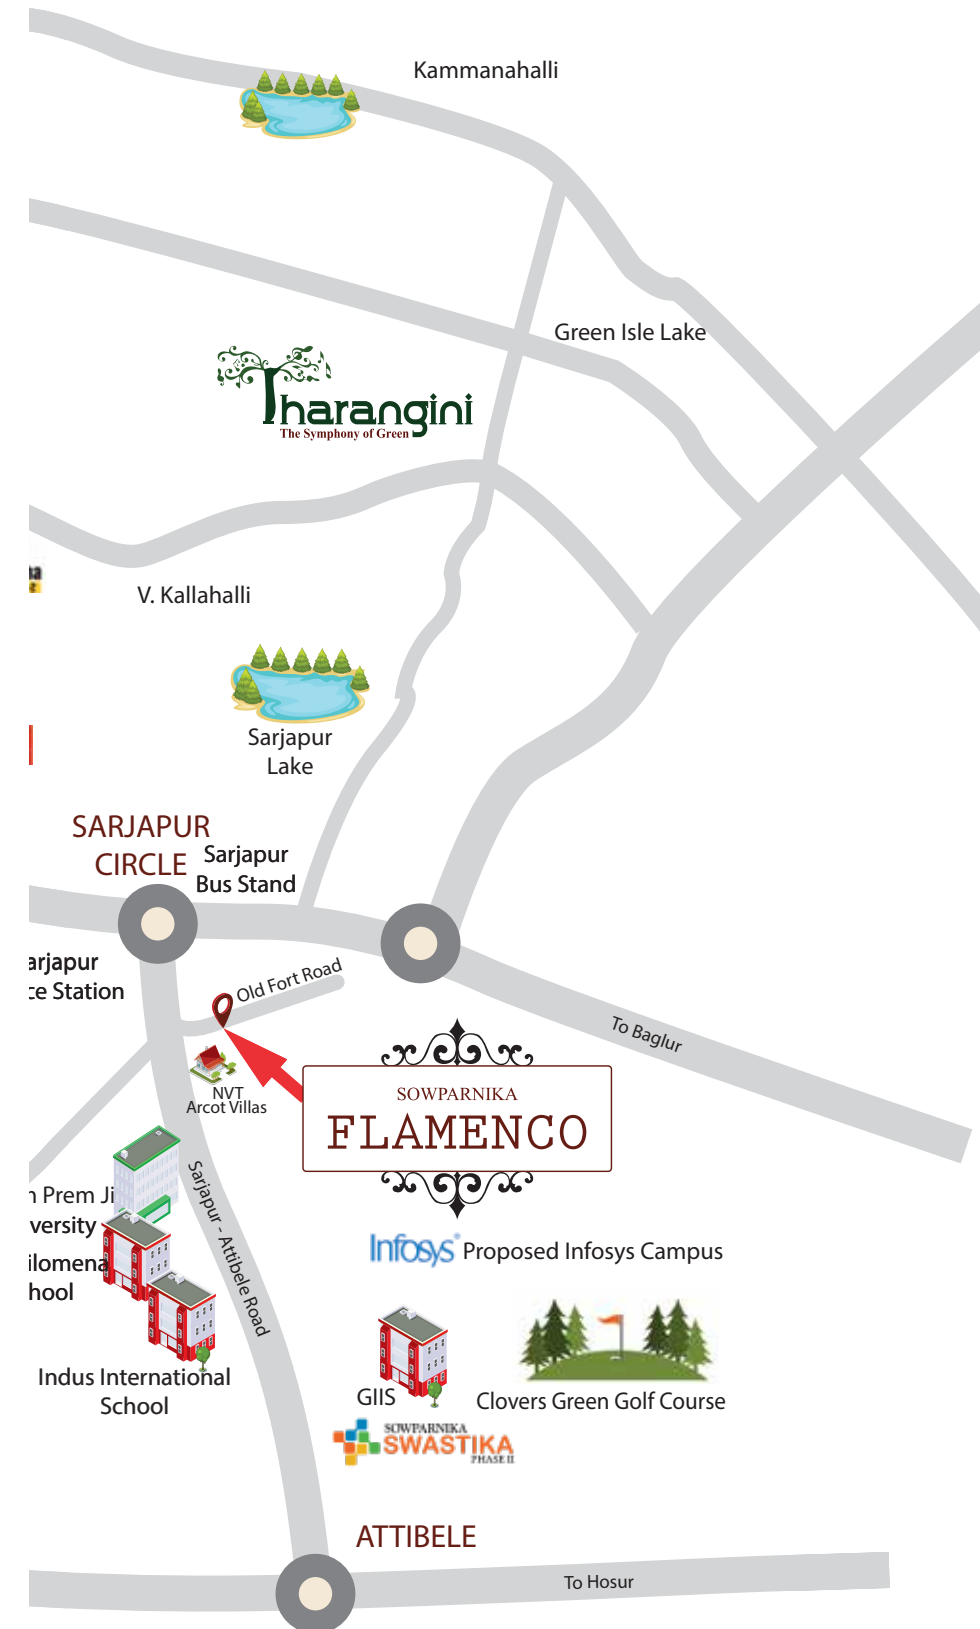 Kammanahalli
Green Isle Lake
Tharangini
The Symphony of Green
V. Kallahalli
Sarjapur
Lake
SARJAPUR
CIRCLE
Sarjapur
Bus Stand
arjapur
ce Station
Old Fort Road
To Baglur
NVT
Arcot Villas
SOWPARNIKA
FLAMENCO
Sarjapur - Attibele Road
n Prem Ji
versity
ilomena
hool
Infosys® Proposed Infosys Campus
Indus International
School
GIIS
Clovers Green Golf Course
SOWPARNIKA
SWASTIKA
PHASE II
ATTIBELE
To Hosur